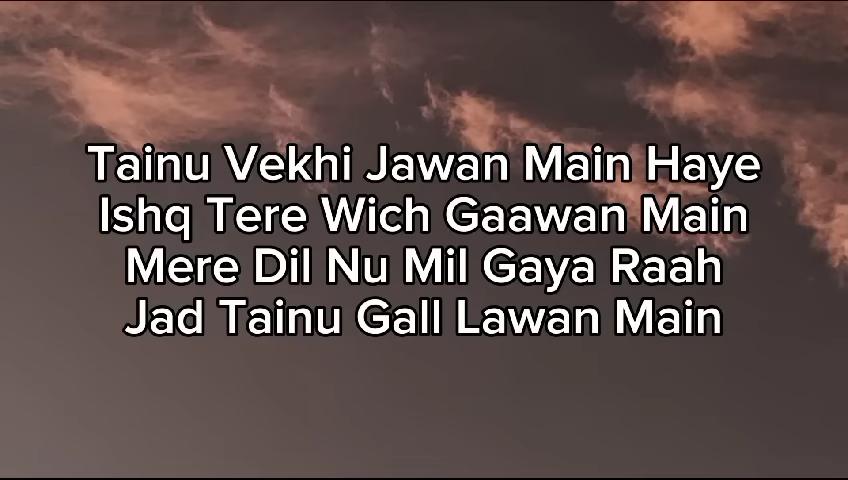 Tainu Vekhi Jawan Main Haye
Ishq Tere Wich Gaawan Main
Mere Dil Nu Mil Gaya Raah
Jad Tainu Gall Lawan Main